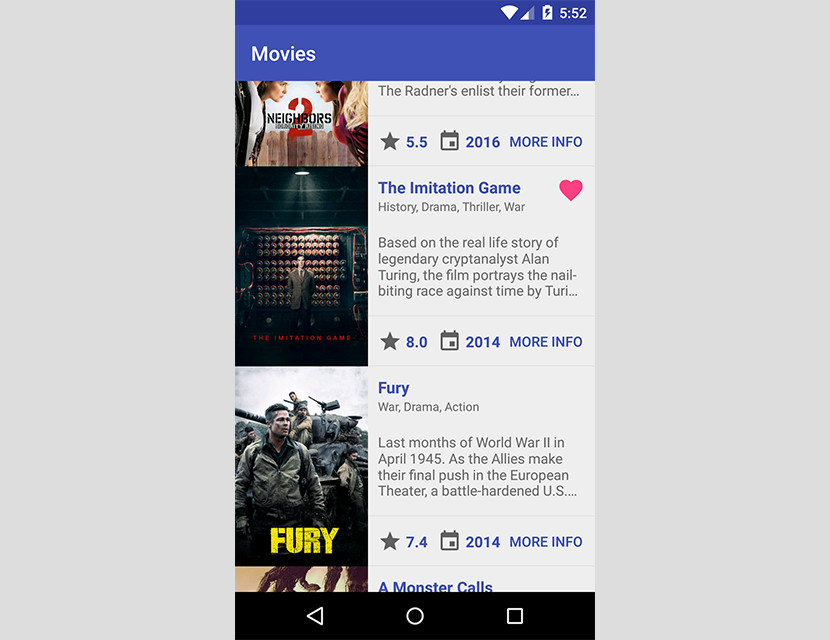 5:52
Movies
The Radner's enlist their former...
NEIGHBORS
2
SORORITY RISING
5.5 2016 MORE INFO
The Imitation Game
History, Drama, Thriller, War
Based on the real life story of
legendary cryptanalyst Alan
Turing, the film portrays the nail-
biting race against time by Turi...
THE IMITATION GAME
8.0 2014 MORE INFO
Fury
War, Drama, Action
Last months of World War II in
April 1945. As the Allies make
their final push in the European
Theater, a battle-hardened U.S....
FURY
7.4 2014 MORE INFO
A Monster Calls